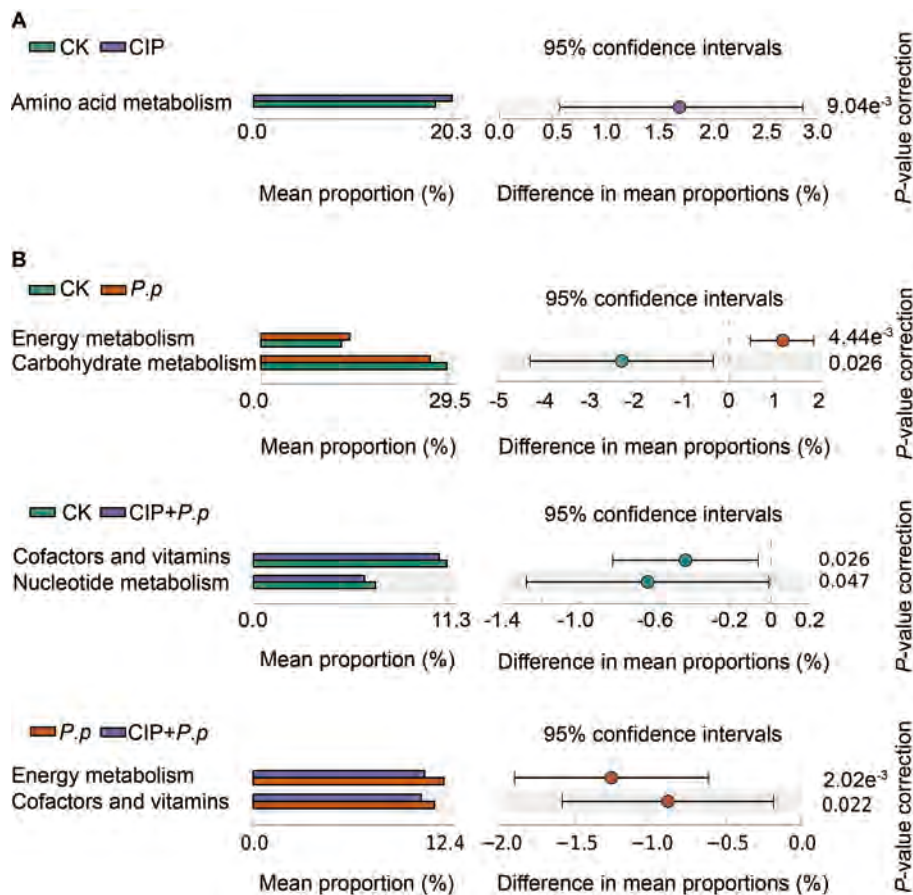 A
CK CIP
95% confidence intervals
Amino acid metabolism
9.04e-3
0.0 20.3
0.0 0.5 1.0 1.5 2.0 2.5 3.0
Mean proportion (%)
Difference in mean proportions (%)
P-value correction
B
CK P.p
95% confidence intervals
Energy metabolism
4.44e-3
Carbohydrate metabolism
0.026
0.0 29.5
-5 -4 -3 -2 -1 0 1 2
Mean proportion (%)
Difference in mean proportions (%)
P-value correction
CK CIP+P.p
95% confidence intervals
Cofactors and vitamins
0.026
Nucleotide metabolism
0.047
0.0 11.3
-1.4 -1.0 -0.6 -0.2 0.2
Mean proportion (%)
Difference in mean proportions (%)
P-value correction
P.p CIP+P.p
95% confidence intervals
Energy metabolism
2.02e-3
Cofactors and vitamins
0.022
0.0 12.4
−2.0 −1.5 −1.0 −0.5 0.0
Mean proportion (%)
Difference in mean proportions (%)
P-value correction